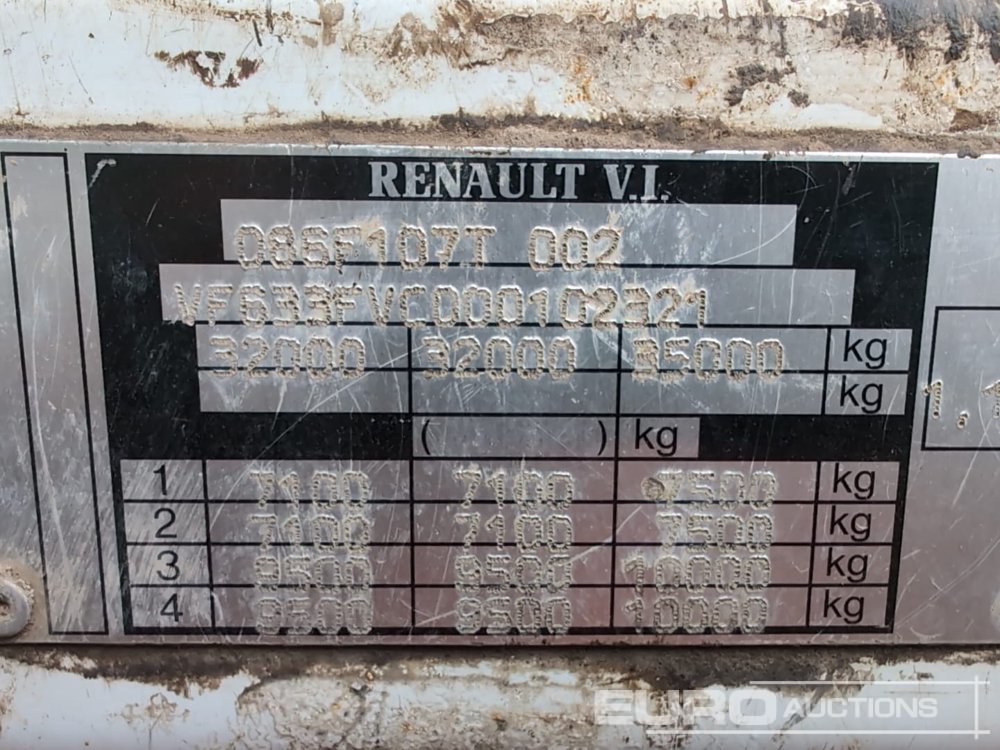 RENAULT V.I.
086F107T 002
VF633FVC000102321
32000 32000 35000 kg
kg
( ) kg
1 7100 7100 7500 kg
2 7100 7100 7500 kg
3 9500 9500 10000 kg
4 9500 9500 10000 kg
EURO AUCTIONS